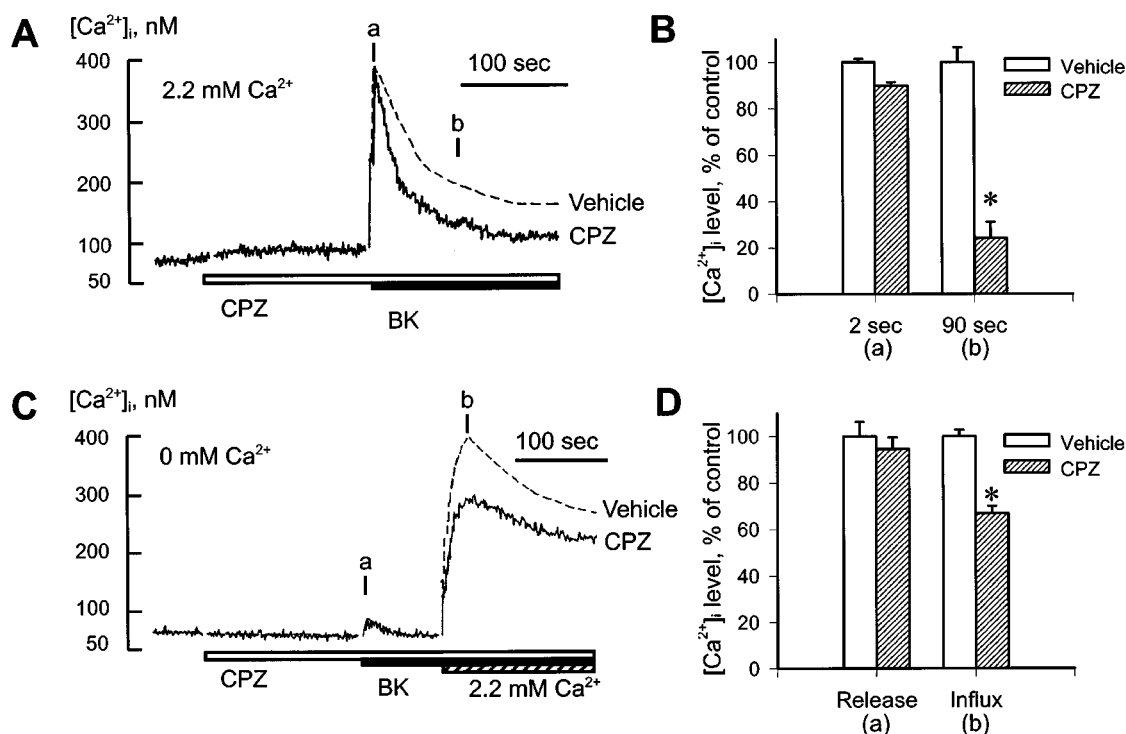 A
[Ca²⁺]ᵢ, nM
2.2 mM Ca²⁺
400
300
200
100
50
a
b
100 sec
Vehicle
CPZ
CPZ
BK
B
[Ca²⁺]ᵢ level, % of control
100
80
60
40
20
0
Vehicle
CPZ
*
2 sec
(a)
90 sec
(b)
C
[Ca²⁺]ᵢ, nM
0 mM Ca²⁺
400
300
200
100
50
a
b
100 sec
Vehicle
CPZ
CPZ
BK
2.2 mM Ca²⁺
D
[Ca²⁺]ᵢ level, % of control
100
80
60
40
20
0
Vehicle
CPZ
*
Release
(a)
Influx
(b)